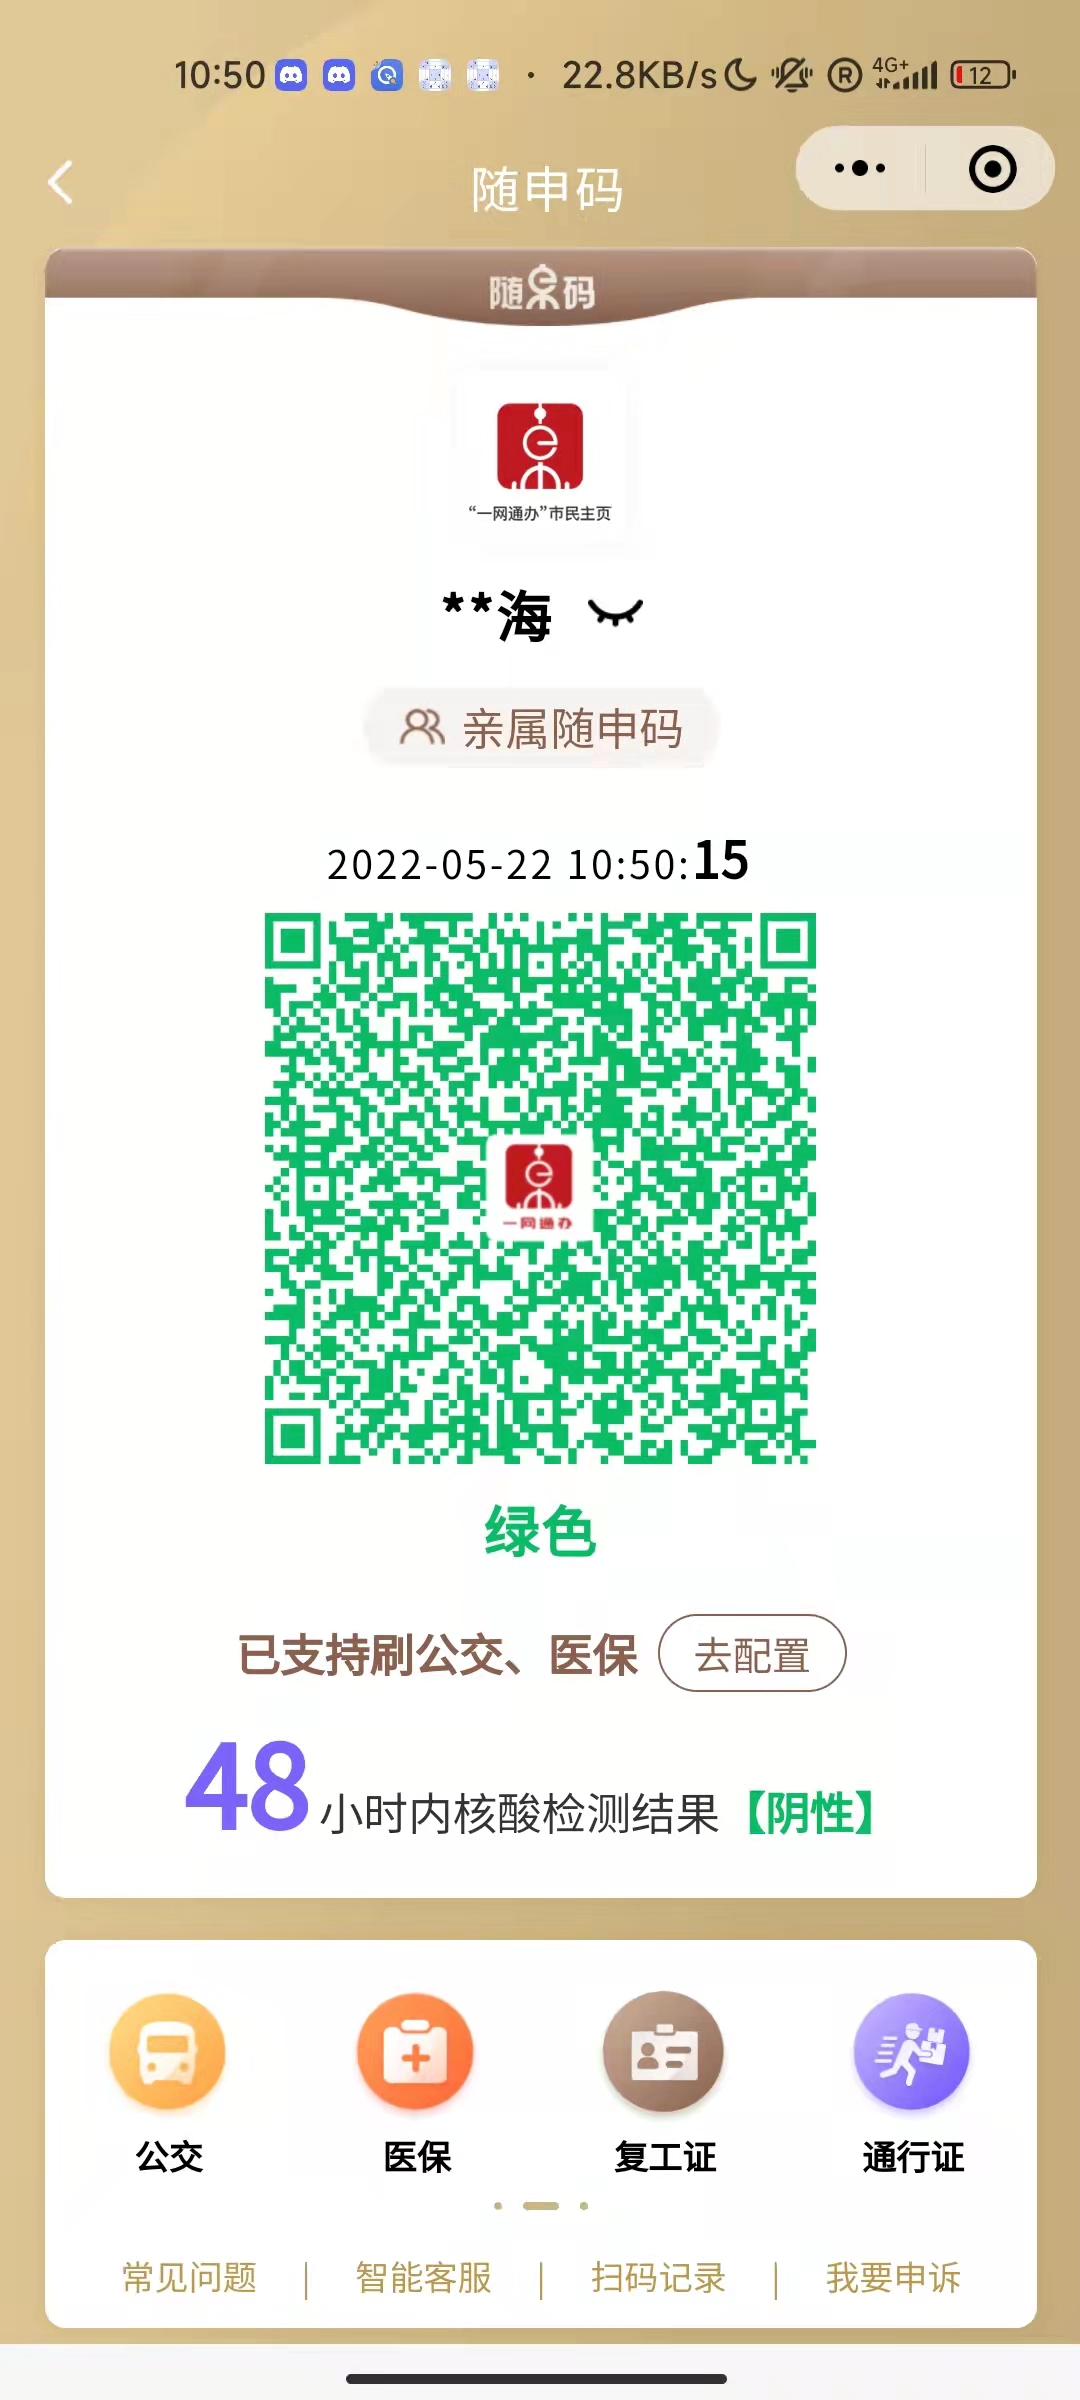 10:50 · 22.8KB/s R 4G+ 12
随申码
随申码
“一网通办”市民主页
**海
亲属随申码
2022-05-22 10:50:15
一网通办
绿色
已支持刷公交、医保 去配置
48小时内核酸检测结果【阴性】
公交 医保 复工证 通行证
常见问题 | 智能客服 | 扫码记录 | 我要申诉